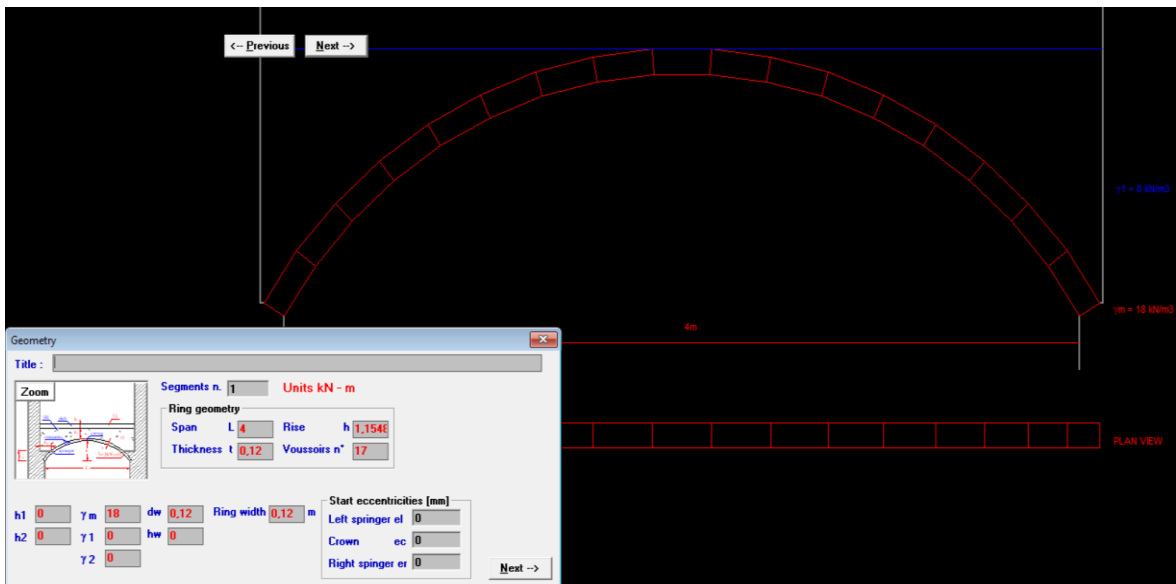 <-- Previous
Next -->
γ1 = 0 kN/m3
γm = 18 kN/m3
4m
PLAN VIEW
Geometry
Title :
Zoom
Segments n. 1 Units kN - m
Ring geometry
Span L 4 Rise h 1,1548
Thickness t 0,12 Voussoirs n° 17
h1 0 γ m 18 dw 0,12 Ring width 0,12 m
h2 0 γ 1 0 hw 0
γ 2 0
Start eccentricities [mm]
Left springer el 0
Crown ec 0
Right spinger er 0
Next -->